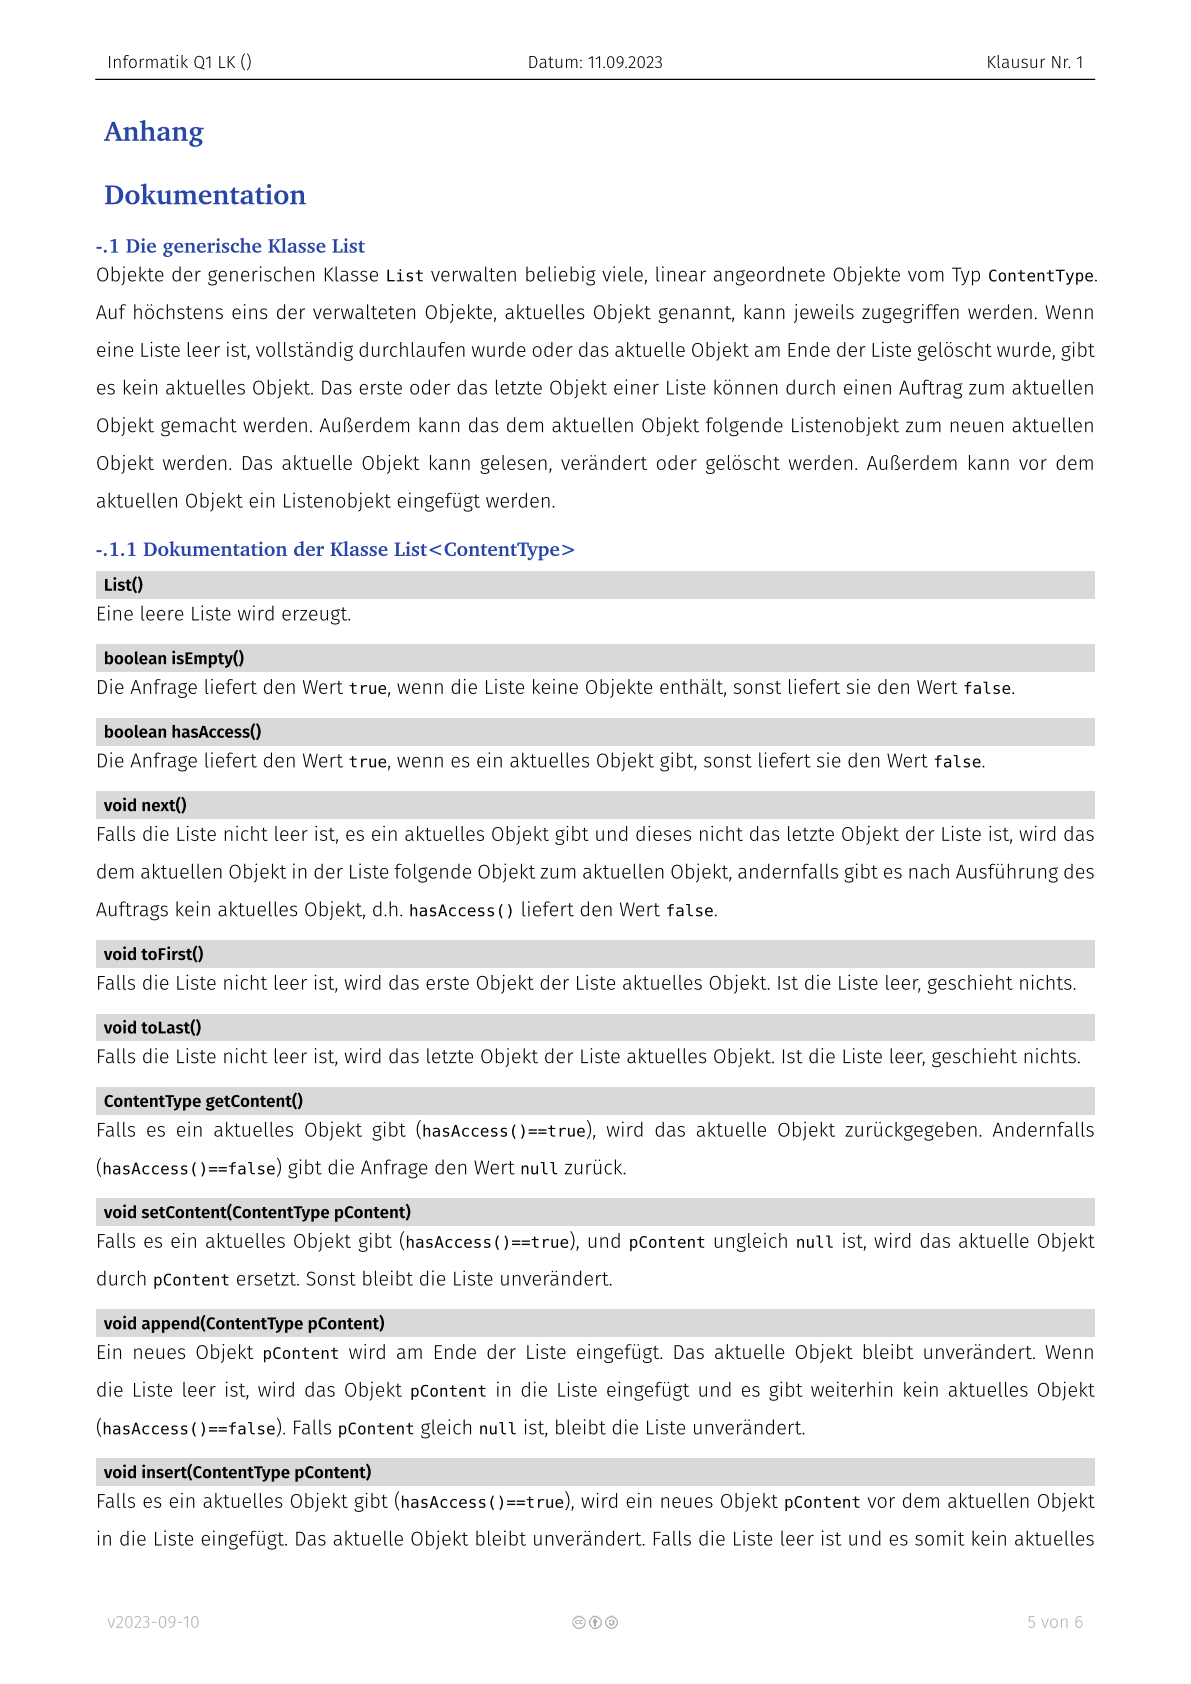 Informatik Q1 LK ()
Datum: 11.09.2023
Klausur Nr. 1
Anhang
Dokumentation
-.1 Die generische Klasse List
Objekte der generischen Klasse List verwalten beliebig viele, linear angeordnete Objekte vom Typ ContentType.
Auf höchstens eins der verwalteten Objekte, aktuelles Objekt genannt, kann jeweils zugegriffen werden. Wenn
eine Liste leer ist, vollständig durchlaufen wurde oder das aktuelle Objekt am Ende der Liste gelöscht wurde, gibt
es kein aktuelles Objekt. Das erste oder das letzte Objekt einer Liste können durch einen Auftrag zum aktuellen
Objekt gemacht werden. Außerdem kann das dem aktuellen Objekt folgende Listenobjekt zum neuen aktuellen
Objekt werden. Das aktuelle Objekt kann gelesen, verändert oder gelöscht werden. Außerdem kann vor dem
aktuellen Objekt ein Listenobjekt eingefügt werden.
-.1.1 Dokumentation der Klasse List<ContentType>
List()
Eine leere Liste wird erzeugt.
boolean isEmpty()
Die Anfrage liefert den Wert true, wenn die Liste keine Objekte enthält, sonst liefert sie den Wert false.
boolean hasAccess()
Die Anfrage liefert den Wert true, wenn es ein aktuelles Objekt gibt, sonst liefert sie den Wert false.
void next()
Falls die Liste nicht leer ist, es ein aktuelles Objekt gibt und dieses nicht das letzte Objekt der Liste ist, wird das
dem aktuellen Objekt in der Liste folgende Objekt zum aktuellen Objekt, andernfalls gibt es nach Ausführung des
Auftrags kein aktuelles Objekt, d.h. hasAccess() liefert den Wert false.
void toFirst()
Falls die Liste nicht leer ist, wird das erste Objekt der Liste aktuelles Objekt. Ist die Liste leer, geschieht nichts.
void toLast()
Falls die Liste nicht leer ist, wird das letzte Objekt der Liste aktuelles Objekt. Ist die Liste leer, geschieht nichts.
ContentType getContent()
Falls es ein aktuelles Objekt gibt (hasAccess()==true), wird das aktuelle Objekt zurückgegeben. Andernfalls
(hasAccess()==false) gibt die Anfrage den Wert null zurück.
void setContent(ContentType pContent)
Falls es ein aktuelles Objekt gibt (hasAccess()==true), und pContent ungleich null ist, wird das aktuelle Objekt
durch pContent ersetzt. Sonst bleibt die Liste unverändert.
void append(ContentType pContent)
Ein neues Objekt pContent wird am Ende der Liste eingefügt. Das aktuelle Objekt bleibt unverändert. Wenn
die Liste leer ist, wird das Objekt pContent in die Liste eingefügt und es gibt weiterhin kein aktuelles Objekt
(hasAccess()==false). Falls pContent gleich null ist, bleibt die Liste unverändert.
void insert(ContentType pContent)
Falls es ein aktuelles Objekt gibt (hasAccess()==true), wird ein neues Objekt pContent vor dem aktuellen Objekt
in die Liste eingefügt. Das aktuelle Objekt bleibt unverändert. Falls die Liste leer ist und es somit kein aktuelles
v2023-09-10
5 von 6